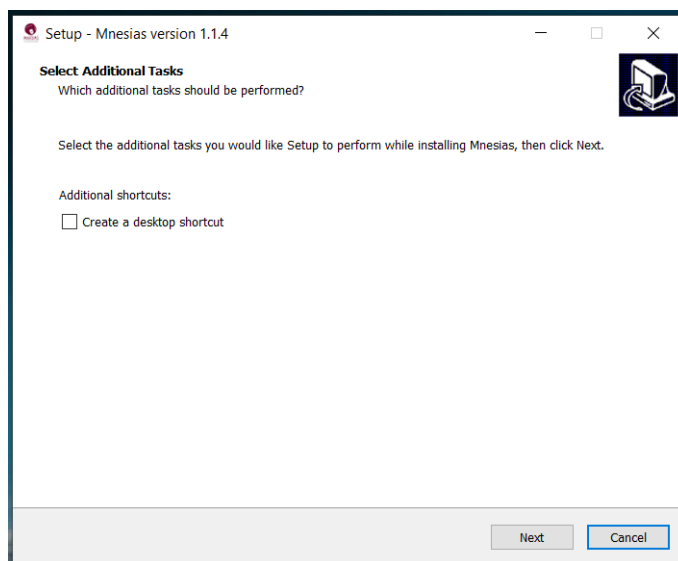 Setup - Mnesias version 1.1.4
Select Additional Tasks
Which additional tasks should be performed?
Select the additional tasks you would like Setup to perform while installing Mnesias, then click Next.
Additional shortcuts:
Create a desktop shortcut
Next Cancel